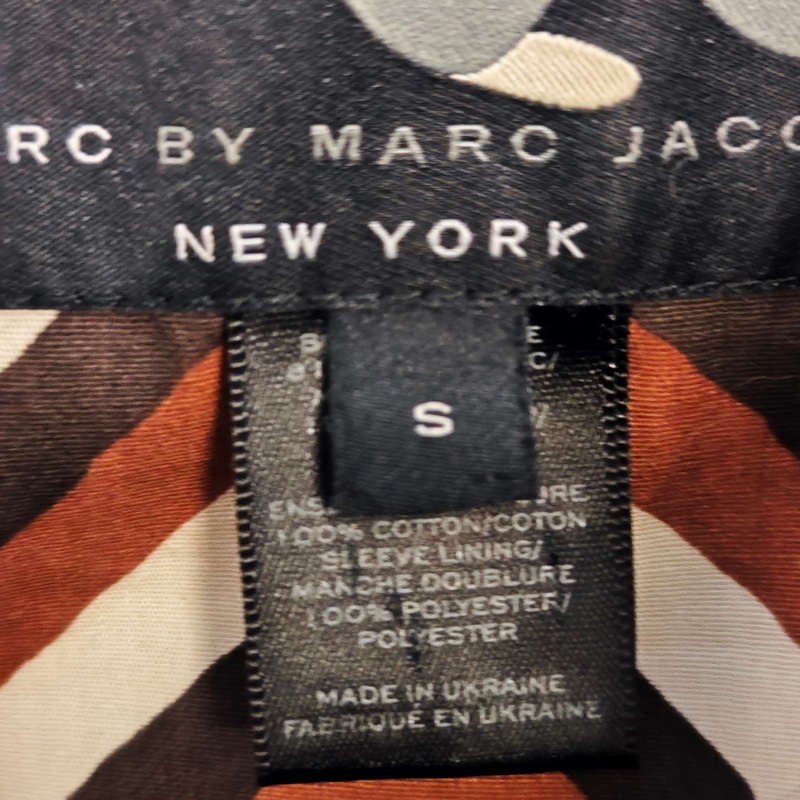 RC BY MARC JACO
NEW YORK
S
100% COTTON/COTON
SLEEVE LINING/
MANCHE DOUBLURE
100% POLYESTER/
POLYESTER
MADE IN UKRAINE
FABRIQUÉ EN UKRAINE